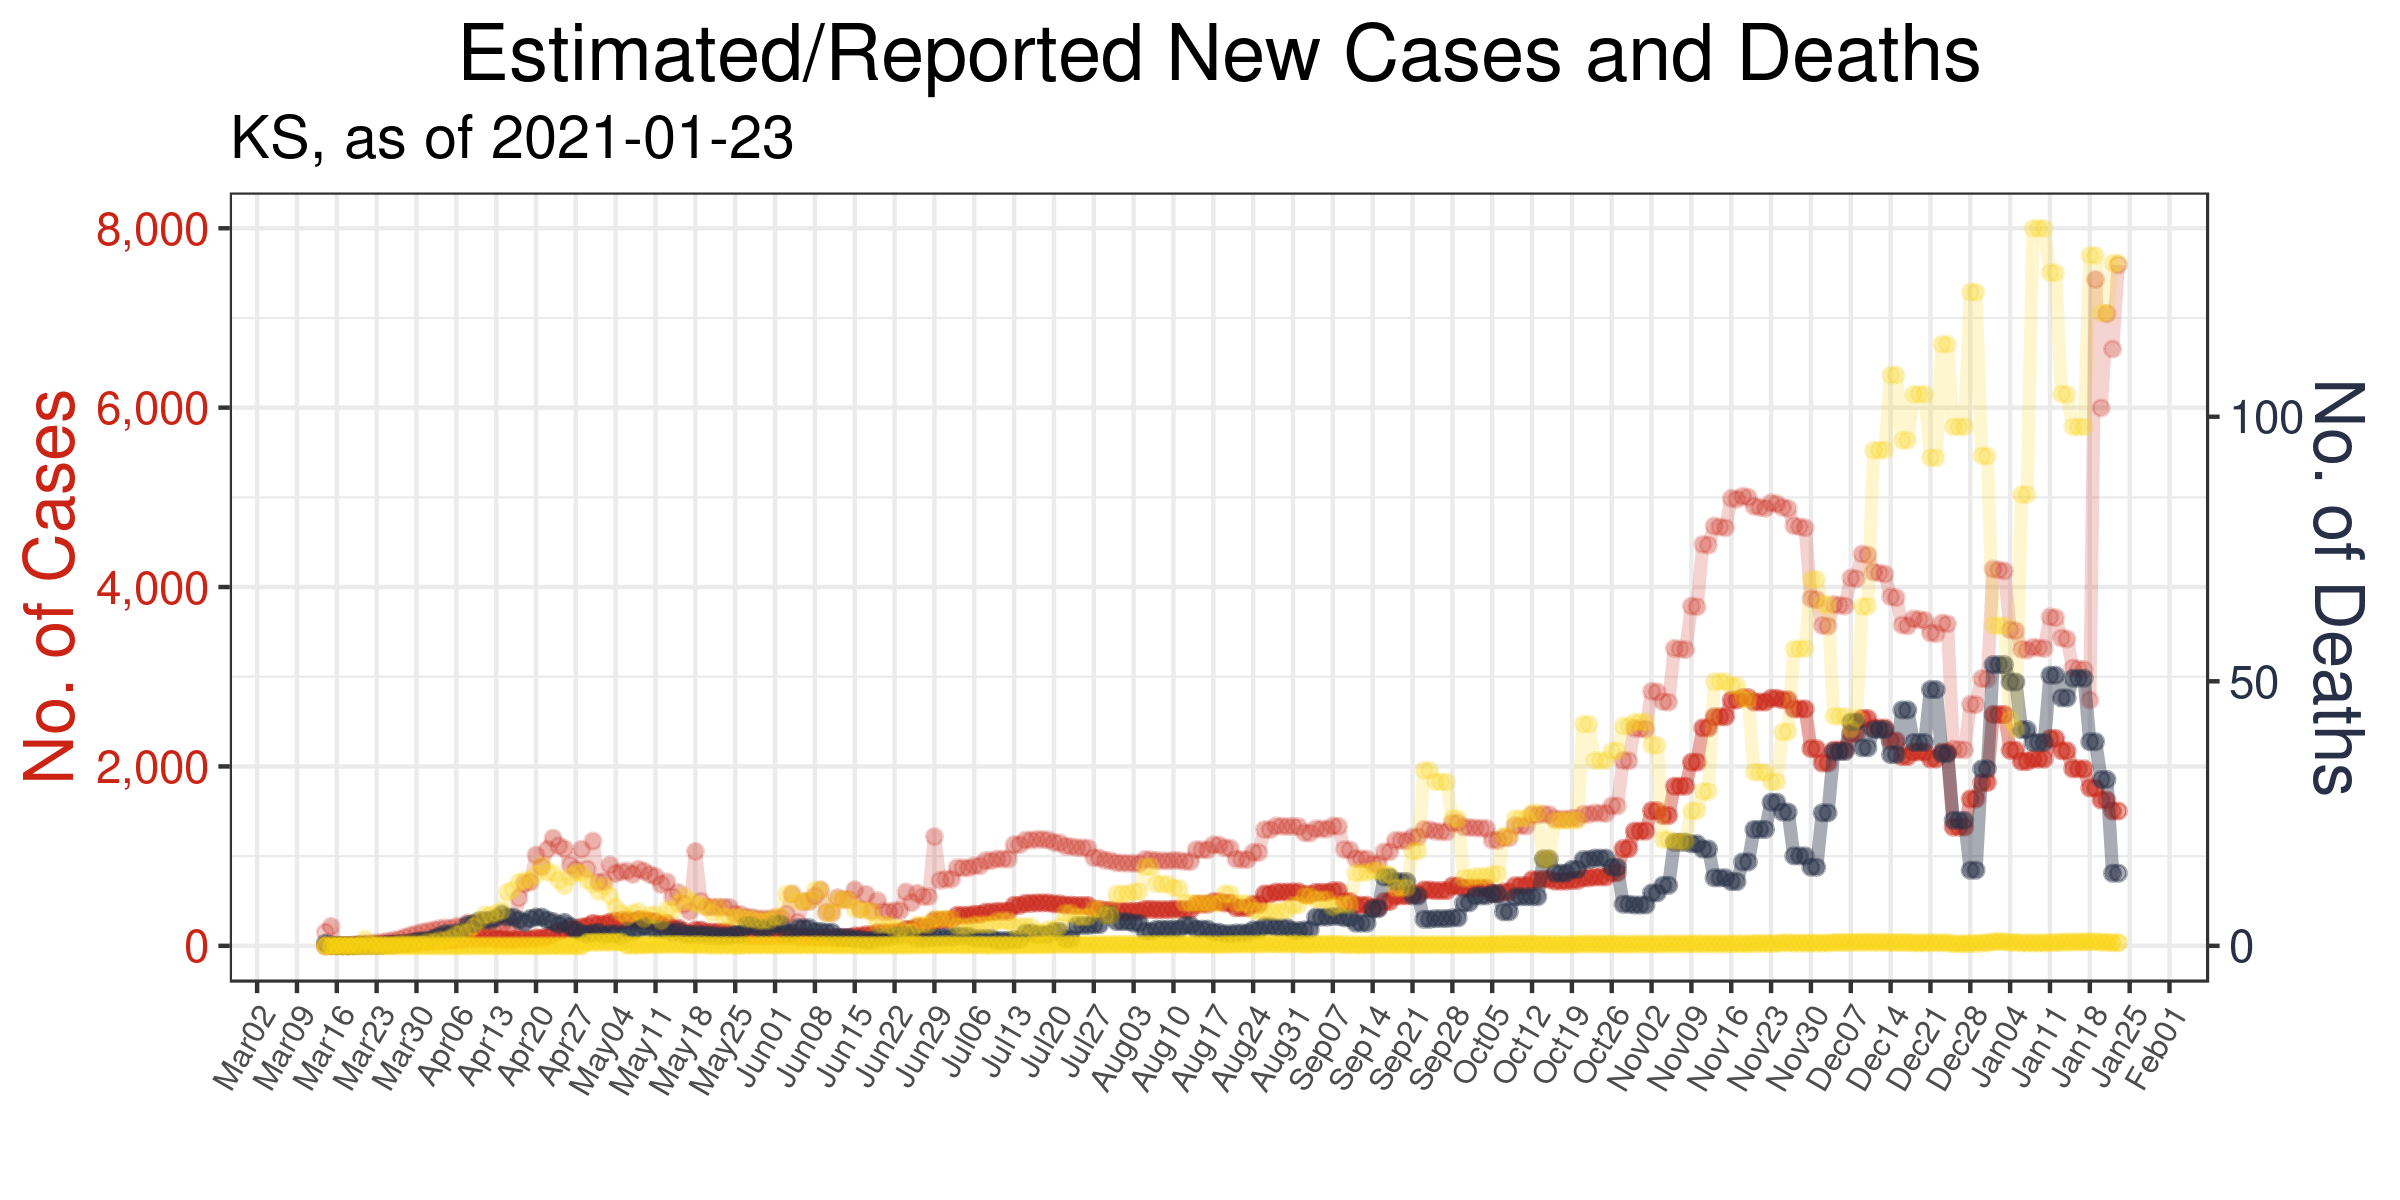 Estimated/Reported New Cases and Deaths
KS, as of 2021-01-23
No. of Cases
8,000
6,000
4,000
2,000
0
100
50
0
No. of Deaths
Mar02 Mar09 Mar16 Mar23 Mar30 Apr06 Apr13 Apr20 Apr27 May04 May11 May18 May25 Jun01 Jun08 Jun15 Jun22 Jun29 Jul06 Jul13 Jul20 Jul27 Aug03 Aug10 Aug17 Aug24 Aug31 Sep07 Sep14 Sep21 Sep28 Oct05 Oct12 Oct19 Oct26 Nov02 Nov09 Nov16 Nov23 Nov30 Dec07 Dec14 Dec21 Dec28 Jan04 Jan11 Jan18 Jan25 Feb01